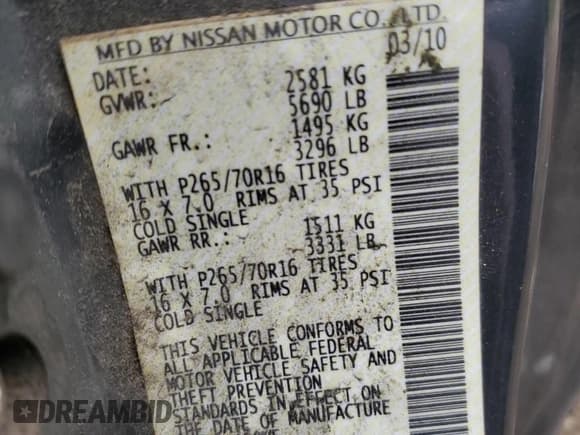 MFD BY NISSAN MOTOR CO., LTD.
DATE: 03/10
GVWR: 2581 KG
5690 LB
GAWR FR.: 1495 KG
3296 LB
WITH P265/70R16 TIRES
16 X 7.0 RIMS AT 35 PSI
COLD SINGLE
GAWR RR.: 1511 KG
3331 LB
WITH P265/70R16 TIRES
16 X 7.0 RIMS AT 35 PSI
COLD SINGLE
THIS VEHICLE CONFORMS TO
ALL APPLICABLE FEDERAL
MOTOR VEHICLE SAFETY AND
THEFT PREVENTION
STANDARDS IN EFFECT ON
THE DATE OF MANUFACTURE
DREAMBID